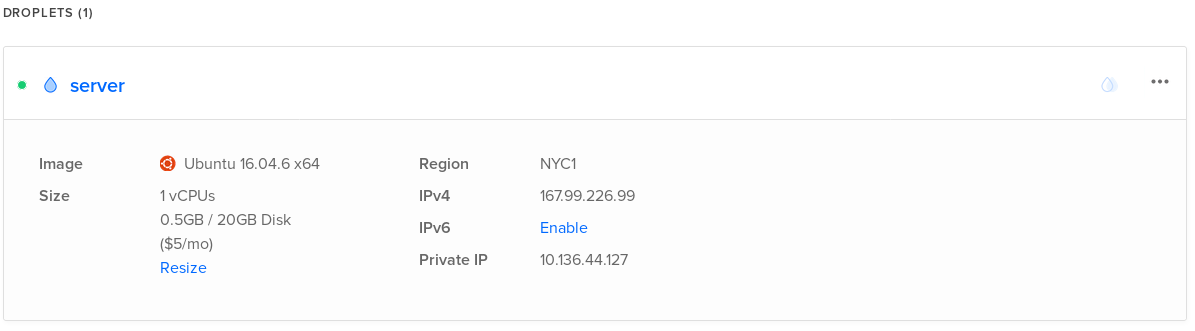 DROPLETS (1)
server
Image
Ubuntu 16.04.6 x64
Size
1 vCPUs
0.5GB / 20GB Disk
($5/mo)
Resize
Region
NYC1
IPv4
167.99.226.99
IPv6
Enable
Private IP
10.136.44.127